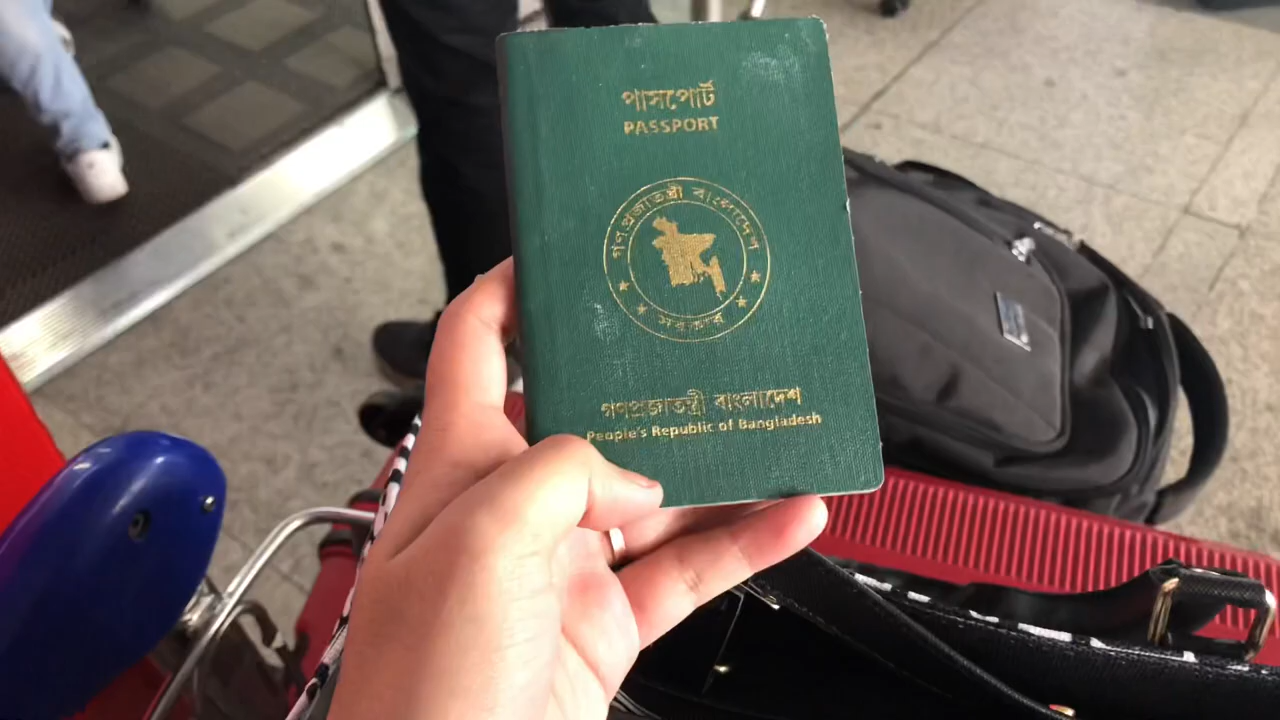 পাসপোর্ট
PASSPORT
গণপ্রজাতন্ত্রী বাংলাদেশ
সরকার
গণপ্রজাতন্ত্রী বাংলাদেশ
People's Republic of Bangladesh